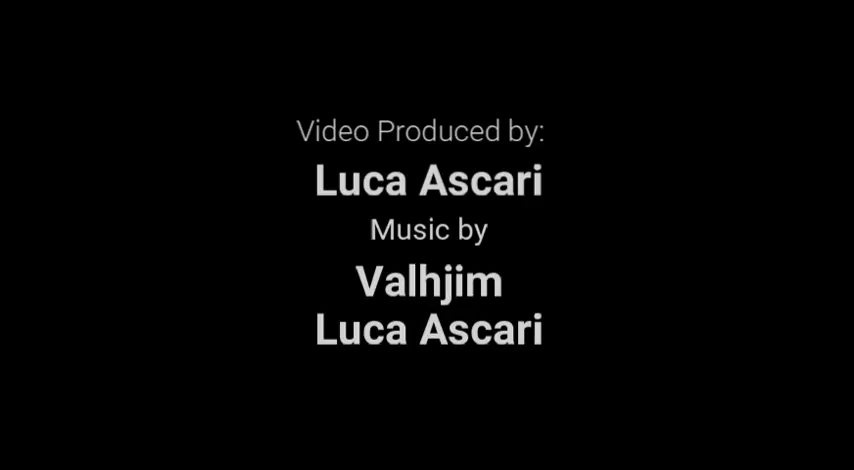 Video Produced by:
Luca Ascari
Music by
Valhjim
Luca Ascari